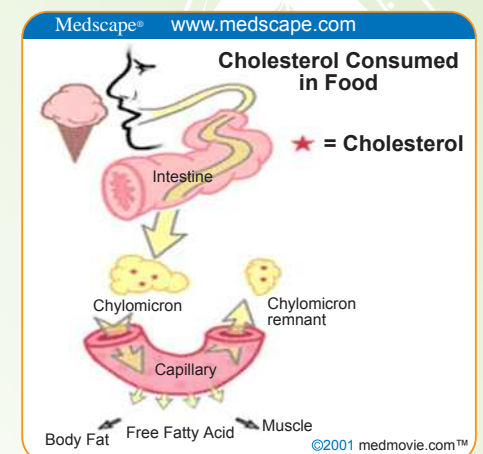 Medscape® www.medscape.com
Cholesterol Consumed
in Food
★ = Cholesterol
Intestine
Chylomicron
Chylomicron
remnant
Capillary
Body Fat
Free Fatty Acid
Muscle
©2001 medmovie.com™